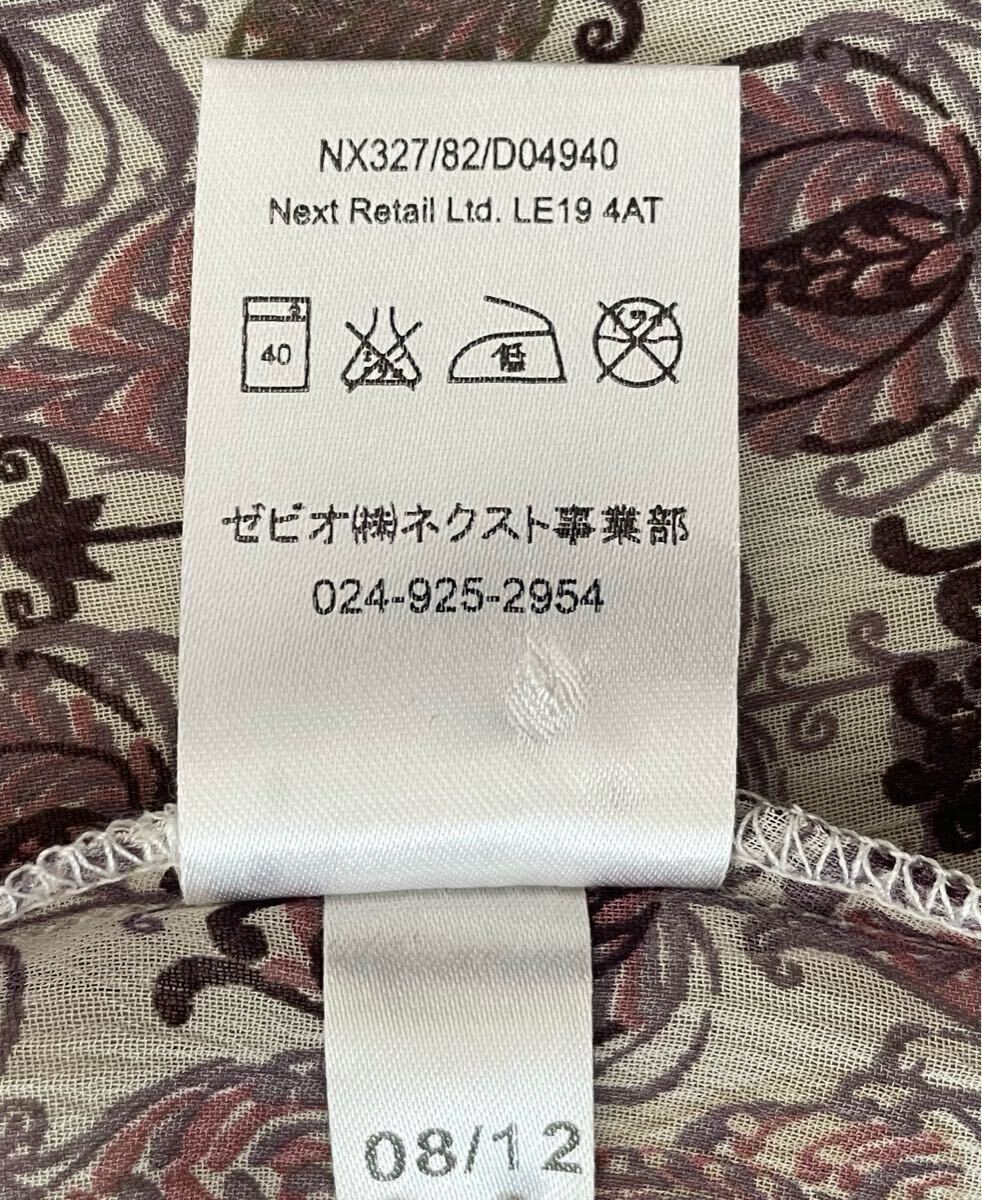 NX327/82/D04940
Next Retail Ltd. LE19 4AT
40 低
ゼビオ㈱ネクスト事業部
024-925-2954
08/12